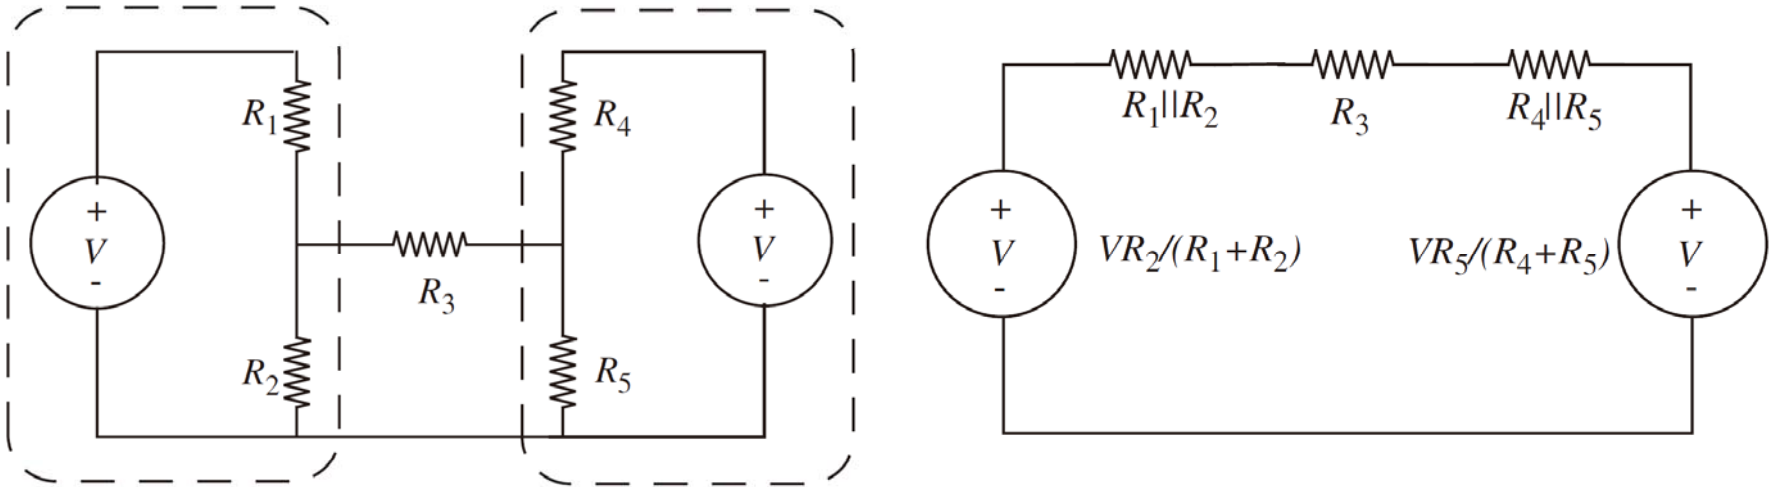 R1
R2
+
V
-
R3
R4
R5
+
V
-
R1||R2
R3
R4||R5
+
V
-
VR2/(R1+R2)
VR5/(R4+R5)
+
V
-